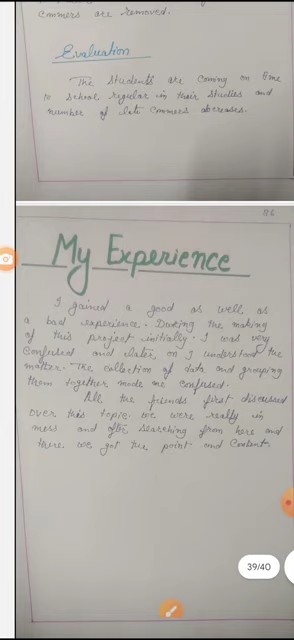 commers are removed.
Evaluation
The students are coming on time
to school regular in their studies and
number of late commers decreases.
86
My Experience
I gained a good as well as
a bad experience. During the making
of this project initially. I was very
confused and later on I understood the
matter. The collection of data and grouping
them together made me confused.
All the friends first discussed
over this topic. we were really in
mess and after searching from here and
there we got the point and content.
39/40